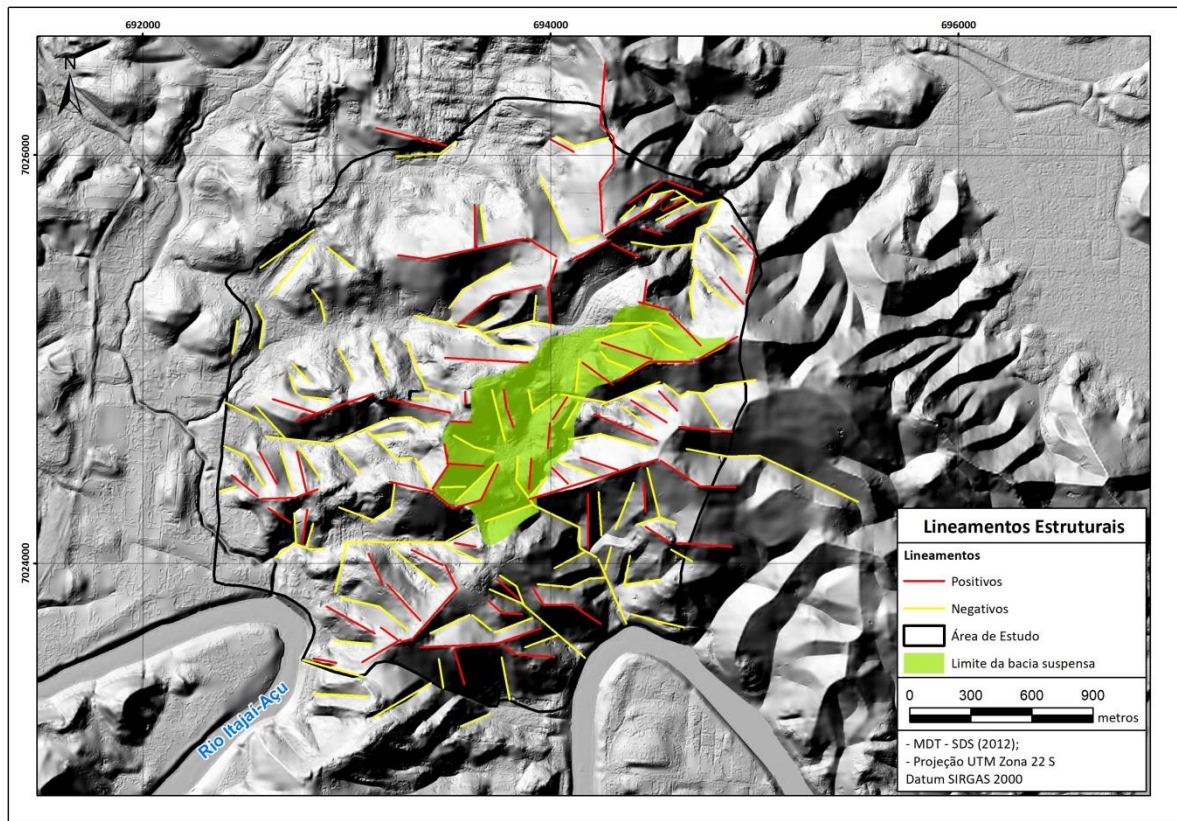 692000
694000
696000
N
7026000
7024000
Rio Itajaí-Açu
Lineamentos Estruturais
Lineamentos
Positivos
Negativos
Área de Estudo
Limite da bacia suspensa
0 300 600 900
metros
- MDT - SDS (2012);
- Projeção UTM Zona 22 S
Datum SIRGAS 2000